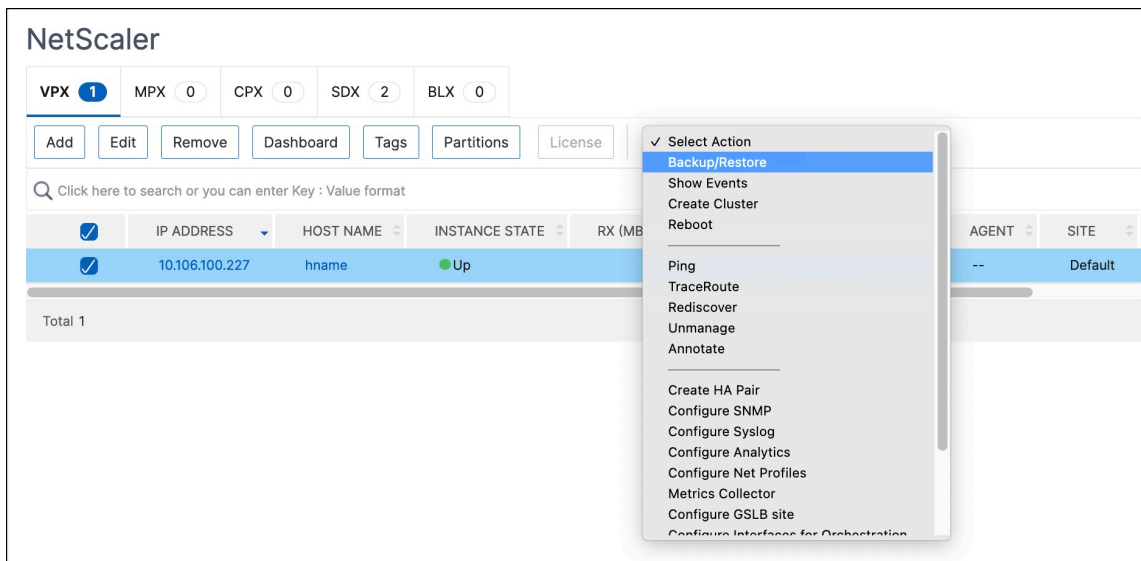 NetScaler
VPX 1 MPX 0 CPX 0 SDX 2 BLX 0
Add Edit Remove Dashboard Tags Partitions License
✓ Select Action
Backup/Restore
Show Events
Create Cluster
Reboot
Ping
TraceRoute
Rediscover
Unmanage
Annotate
Create HA Pair
Configure SNMP
Configure Syslog
Configure Analytics
Configure Net Profiles
Metrics Collector
Configure GSLB site
Configure Interfaces for Orchestration
Click here to search or you can enter Key : Value format
IP ADDRESS HOST NAME INSTANCE STATE RX (MB AGENT SITE
10.106.100.227 hname Up -- Default
Total 1